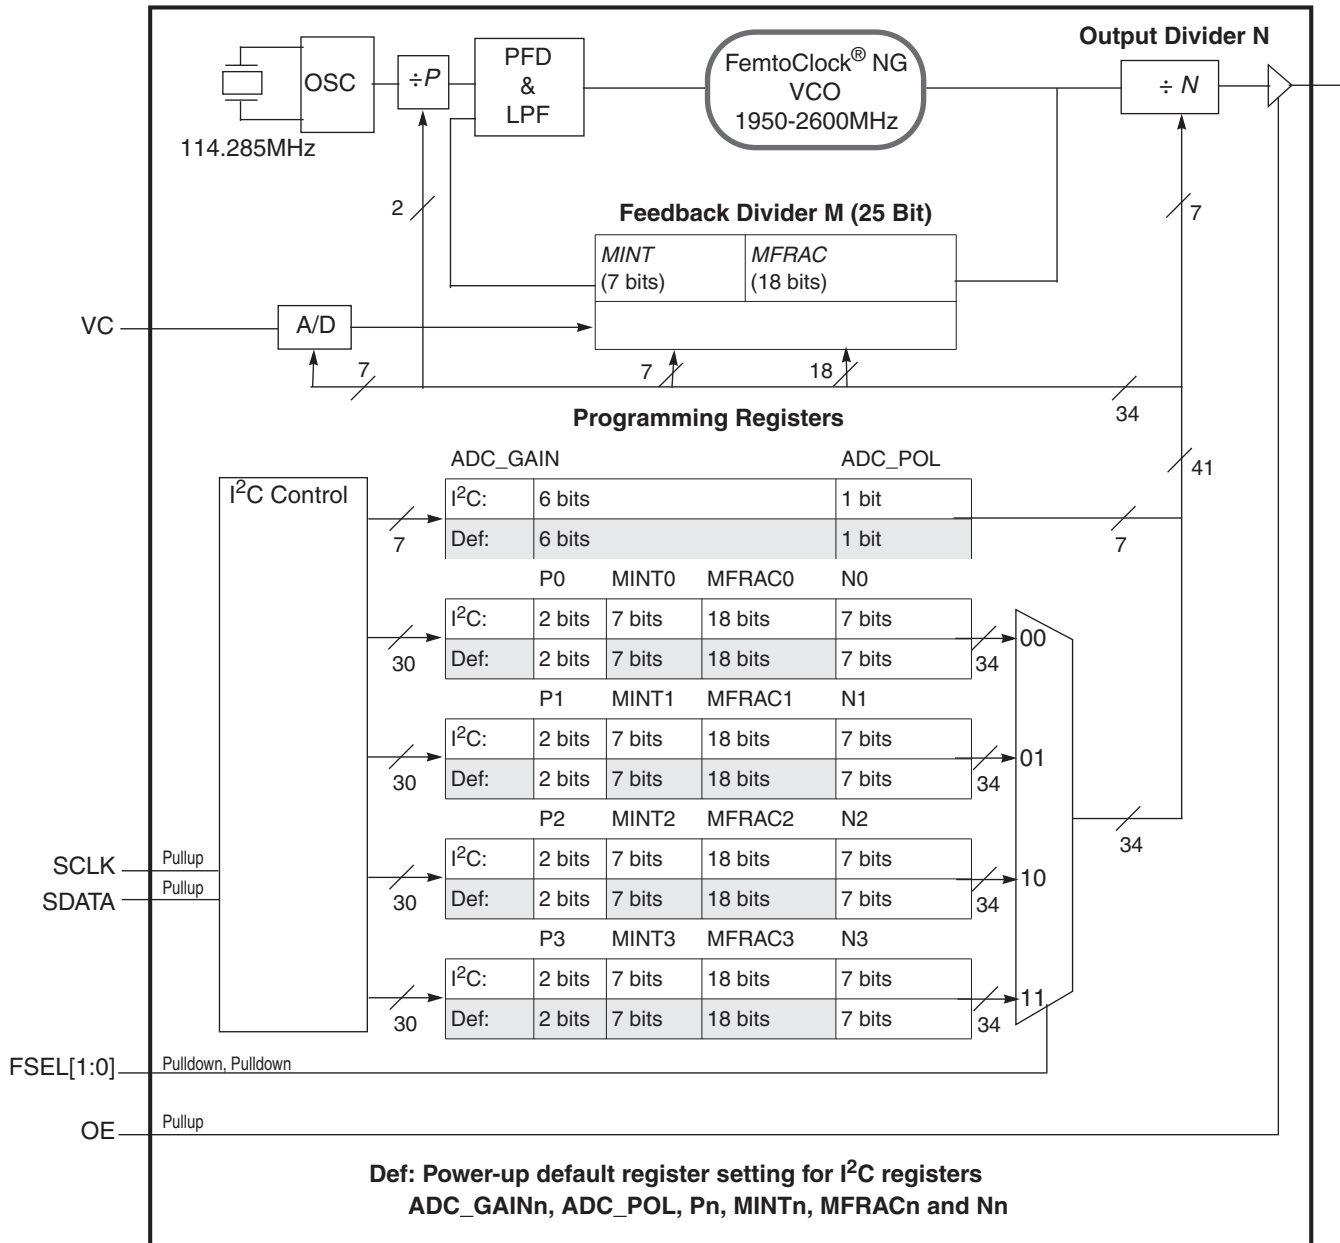 Output Divider N
OSC
÷P
PFD
&
LPF
FemtoClock® NG
VCO
1950-2600MHz
÷ N
114.285MHz
2
7
Feedback Divider M (25 Bit)
MINT
(7 bits)
MFRAC
(18 bits)
VC
A/D
7
7
18
34
Programming Registers
41
ADC_GAIN ADC_POL
I²C Control
I²C: 6 bits 1 bit
Def: 6 bits 1 bit
7
7
P0 MINT0 MFRAC0 N0
I²C: 2 bits 7 bits 18 bits 7 bits
Def: 2 bits 7 bits 18 bits 7 bits
30
34
00
P1 MINT1 MFRAC1 N1
I²C: 2 bits 7 bits 18 bits 7 bits
Def: 2 bits 7 bits 18 bits 7 bits
30
34
01
P2 MINT2 MFRAC2 N2
I²C: 2 bits 7 bits 18 bits 7 bits
Def: 2 bits 7 bits 18 bits 7 bits
30
34
10
34
SCLK Pullup
SDATA Pullup
P3 MINT3 MFRAC3 N3
I²C: 2 bits 7 bits 18 bits 7 bits
Def: 2 bits 7 bits 18 bits 7 bits
30
34
11
FSEL[1:0] Pulldown, Pulldown
OE Pullup
Def: Power-up default register setting for I²C registers
ADC_GAINn, ADC_POL, Pn, MINTn, MFRACn and Nn